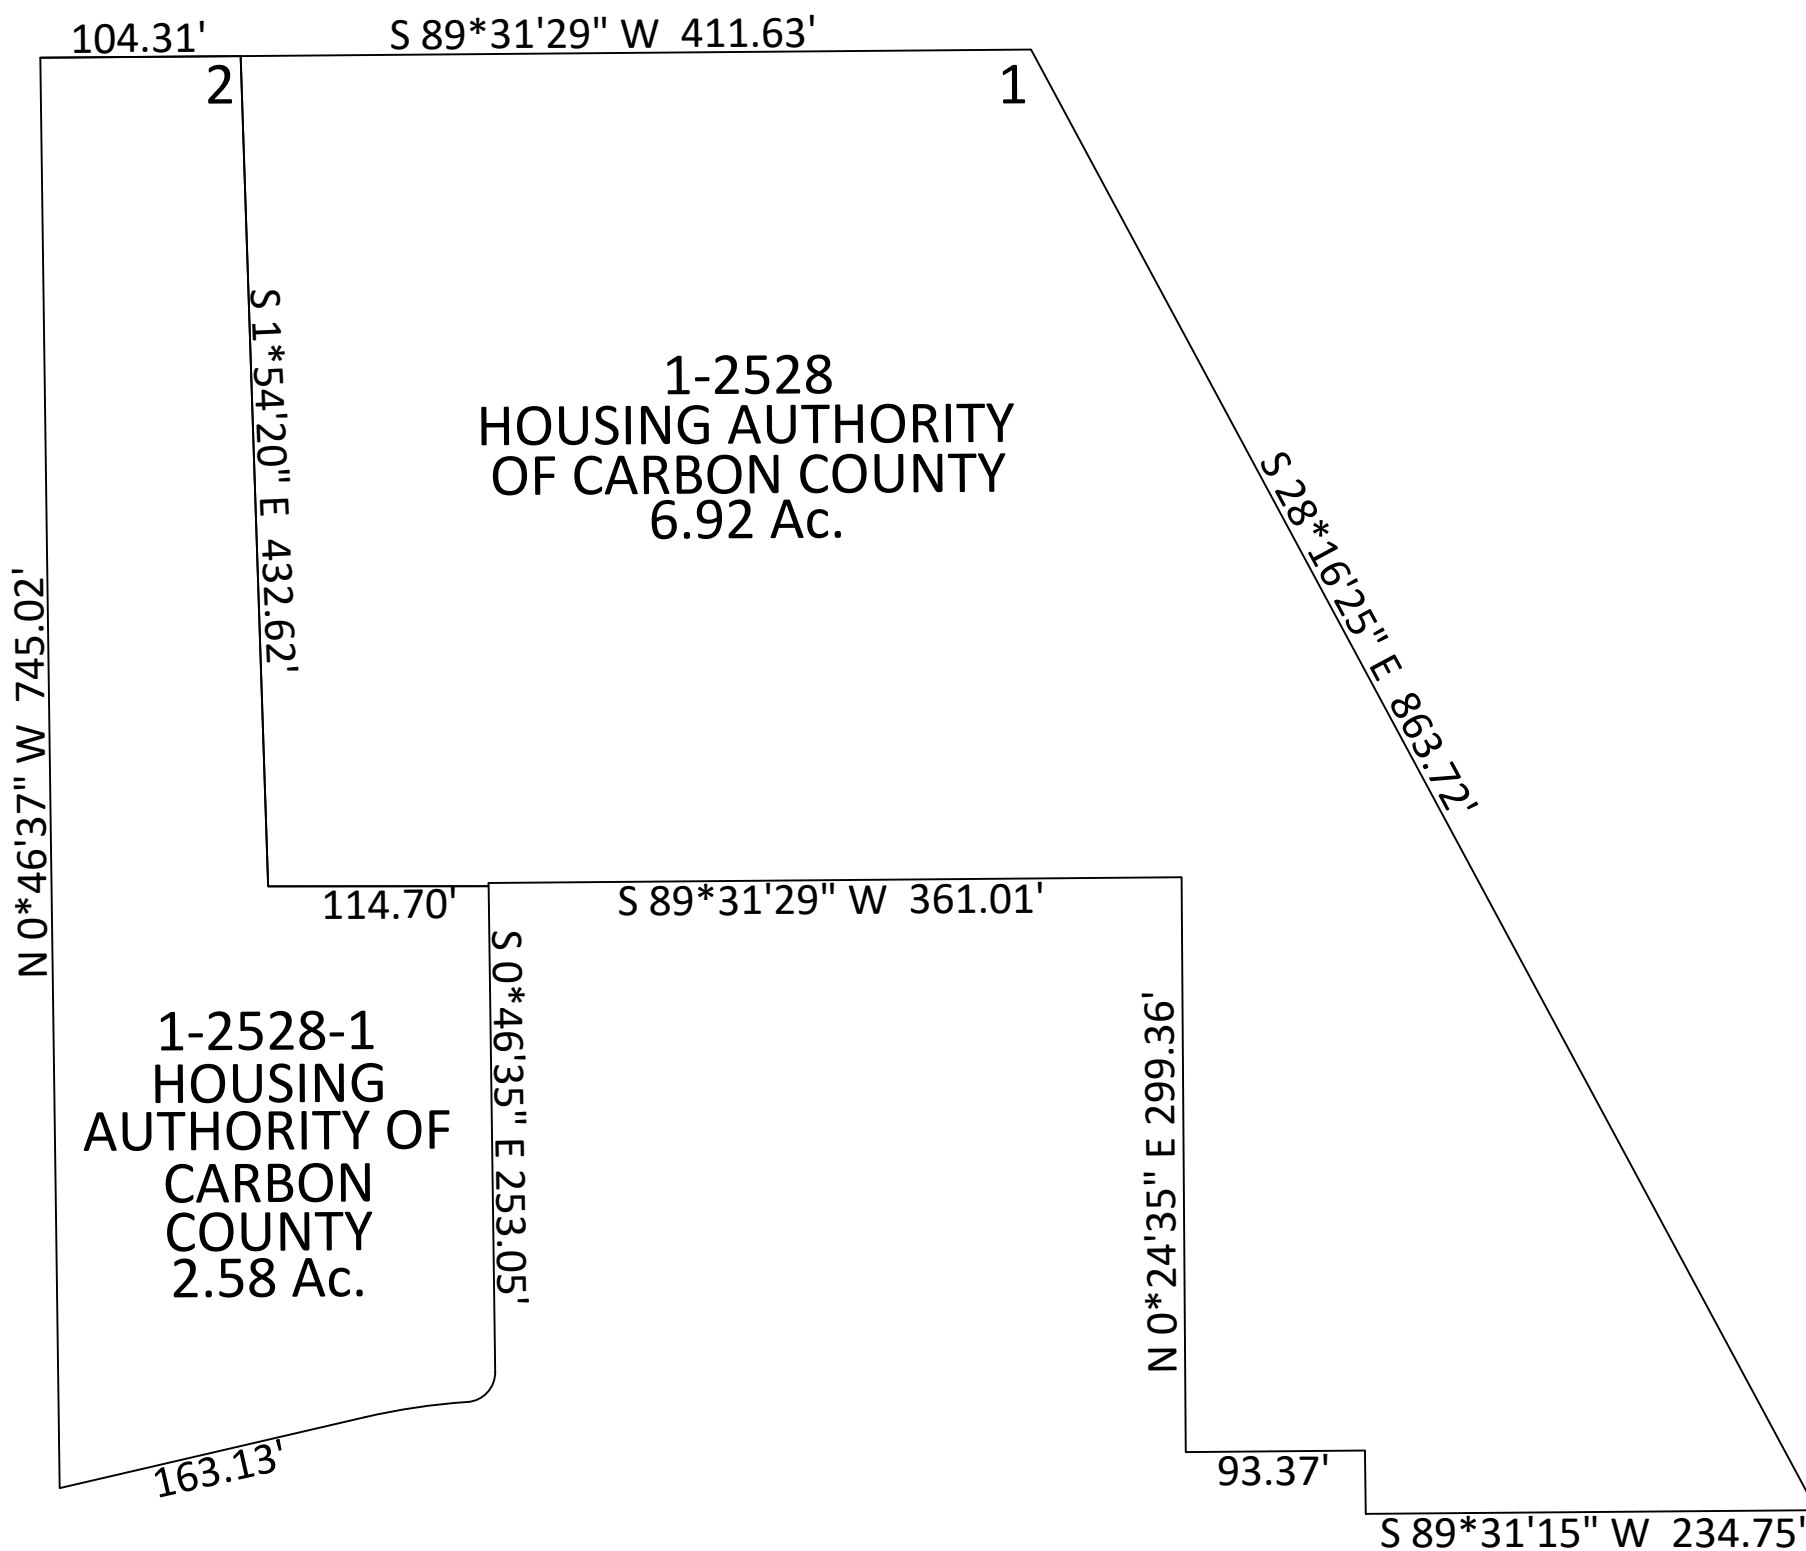 104.31'
S 89*31'29" W  411.63'
2
1
S 1*54'20" E  432.62'
1-2528
HOUSING AUTHORITY
OF CARBON COUNTY
6.92 Ac.
S 28*16'25" E  863.72'
N 0*46'37" W  745.02'
114.70'
S 89*31'29" W  361.01'
S 0*46'35" E 253.05'
N 0*24'35" E 299.36'
1-2528-1
HOUSING
AUTHORITY OF
CARBON
COUNTY
2.58 Ac.
163.13'
93.37'
S 89*31'15" W  234.75'